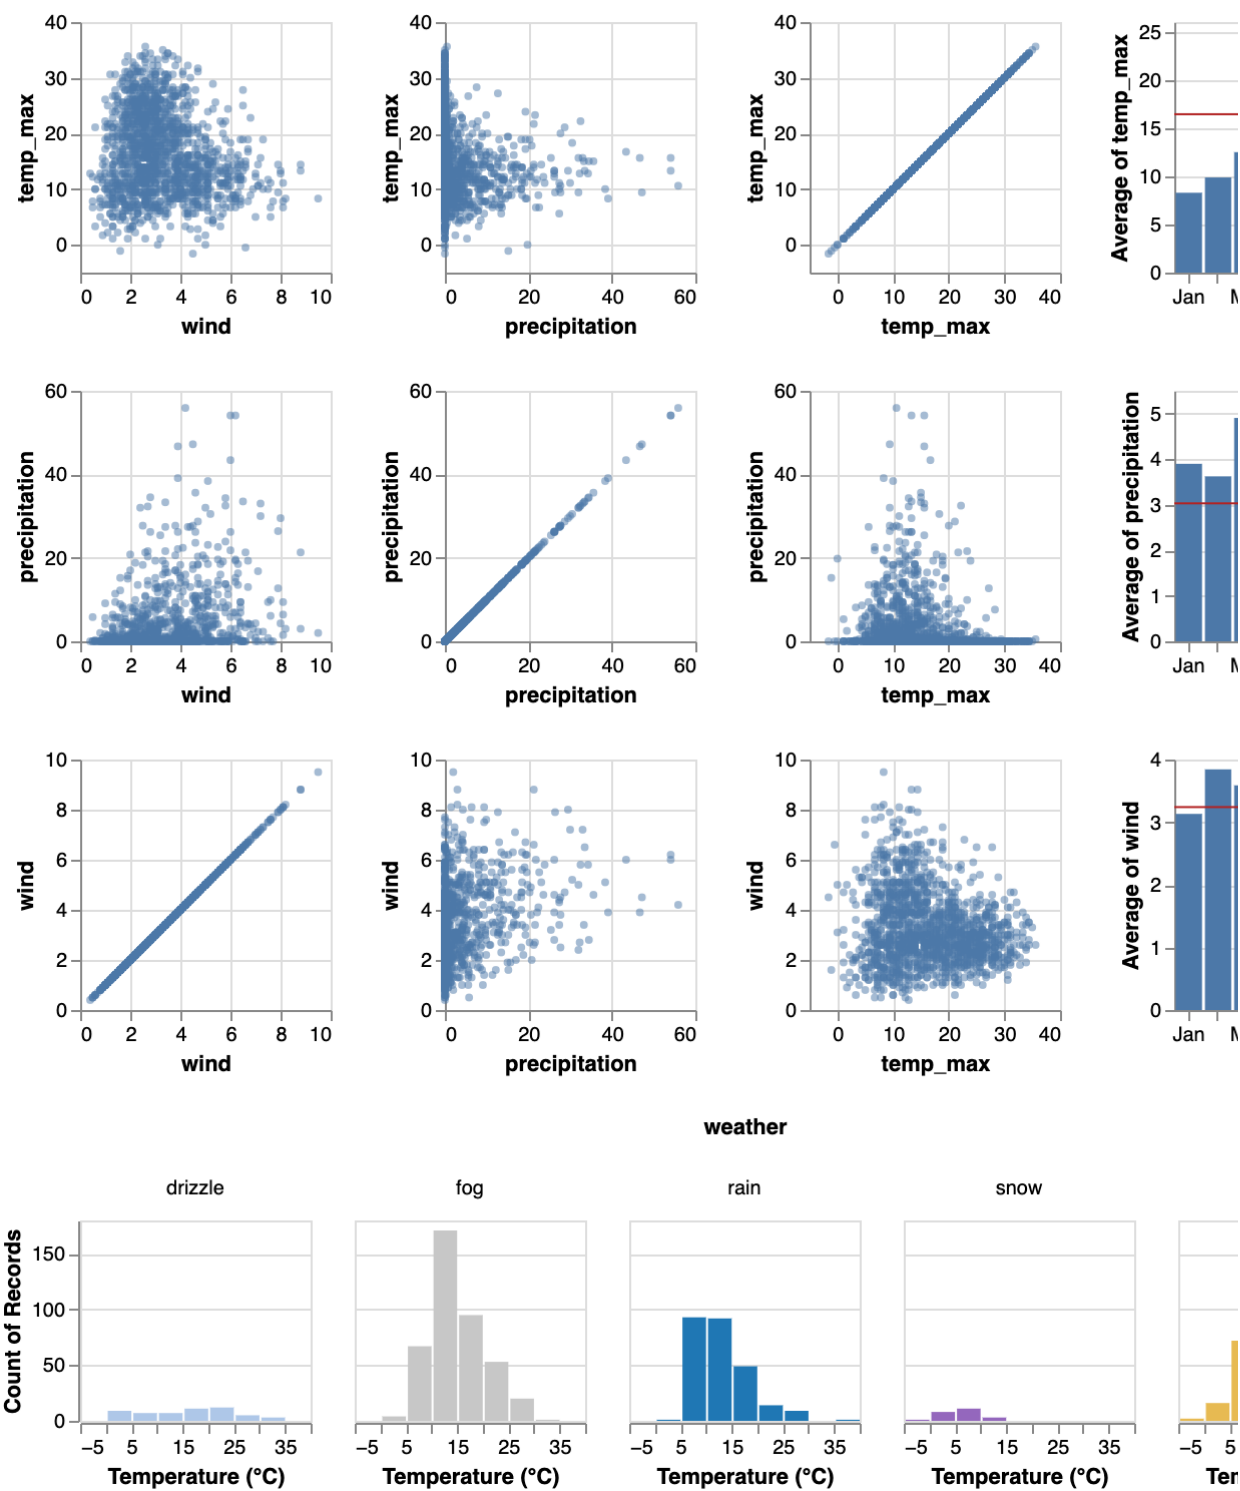 temp_max
40
30
20
10
0
0 2 4 6 8 10
wind
temp_max
40
30
20
10
0
0 20 40 60
precipitation
temp_max
40
30
20
10
0
0 10 20 30 40
temp_max
Average of temp_max
25
20
15
10
5
0
Jan
precipitation
60
40
20
0
0 2 4 6 8 10
wind
precipitation
60
40
20
0
0 20 40 60
precipitation
precipitation
60
40
20
0
0 10 20 30 40
temp_max
Average of precipitation
5
4
3
2
1
0
Jan
wind
10
8
6
4
2
0
0 2 4 6 8 10
wind
wind
10
8
6
4
2
0
0 20 40 60
precipitation
wind
10
8
6
4
2
0
0 10 20 30 40
temp_max
Average of wind
4
3
2
1
0
Jan
weather
drizzle fog rain snow
Count of Records
150
100
50
0
−5 5 15 25 35
Temperature (°C)
−5 5 15 25 35
Temperature (°C)
−5 5 15 25 35
Temperature (°C)
−5 5 15 25 35
Temperature (°C)
−5 5